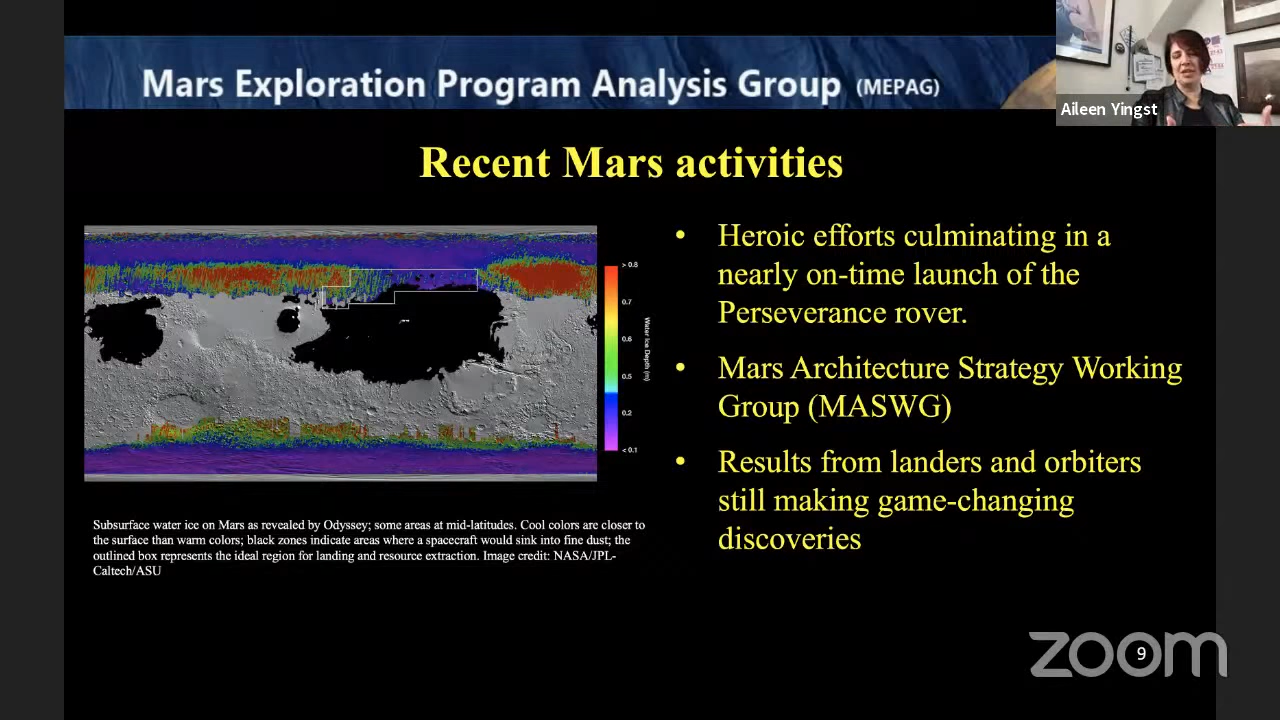 Mars Exploration Program Analysis Group (MEPAG)
Aileen Yingst
Recent Mars activities
> 0.8
0.7
0.6
0.5
0.2
< 0.1
Water Ice Depth (m)
Subsurface water ice on Mars as revealed by Odyssey; some areas at mid-latitudes. Cool colors are closer to
the surface than warm colors; black zones indicate areas where a spacecraft would sink into fine dust; the
outlined box represents the ideal region for landing and resource extraction. Image credit: NASA/JPL-
Caltech/ASU
• Heroic efforts culminating in a
nearly on-time launch of the
Perseverance rover.
• Mars Architecture Strategy Working
Group (MASWG)
• Results from landers and orbiters
still making game-changing
discoveries
zoom
9